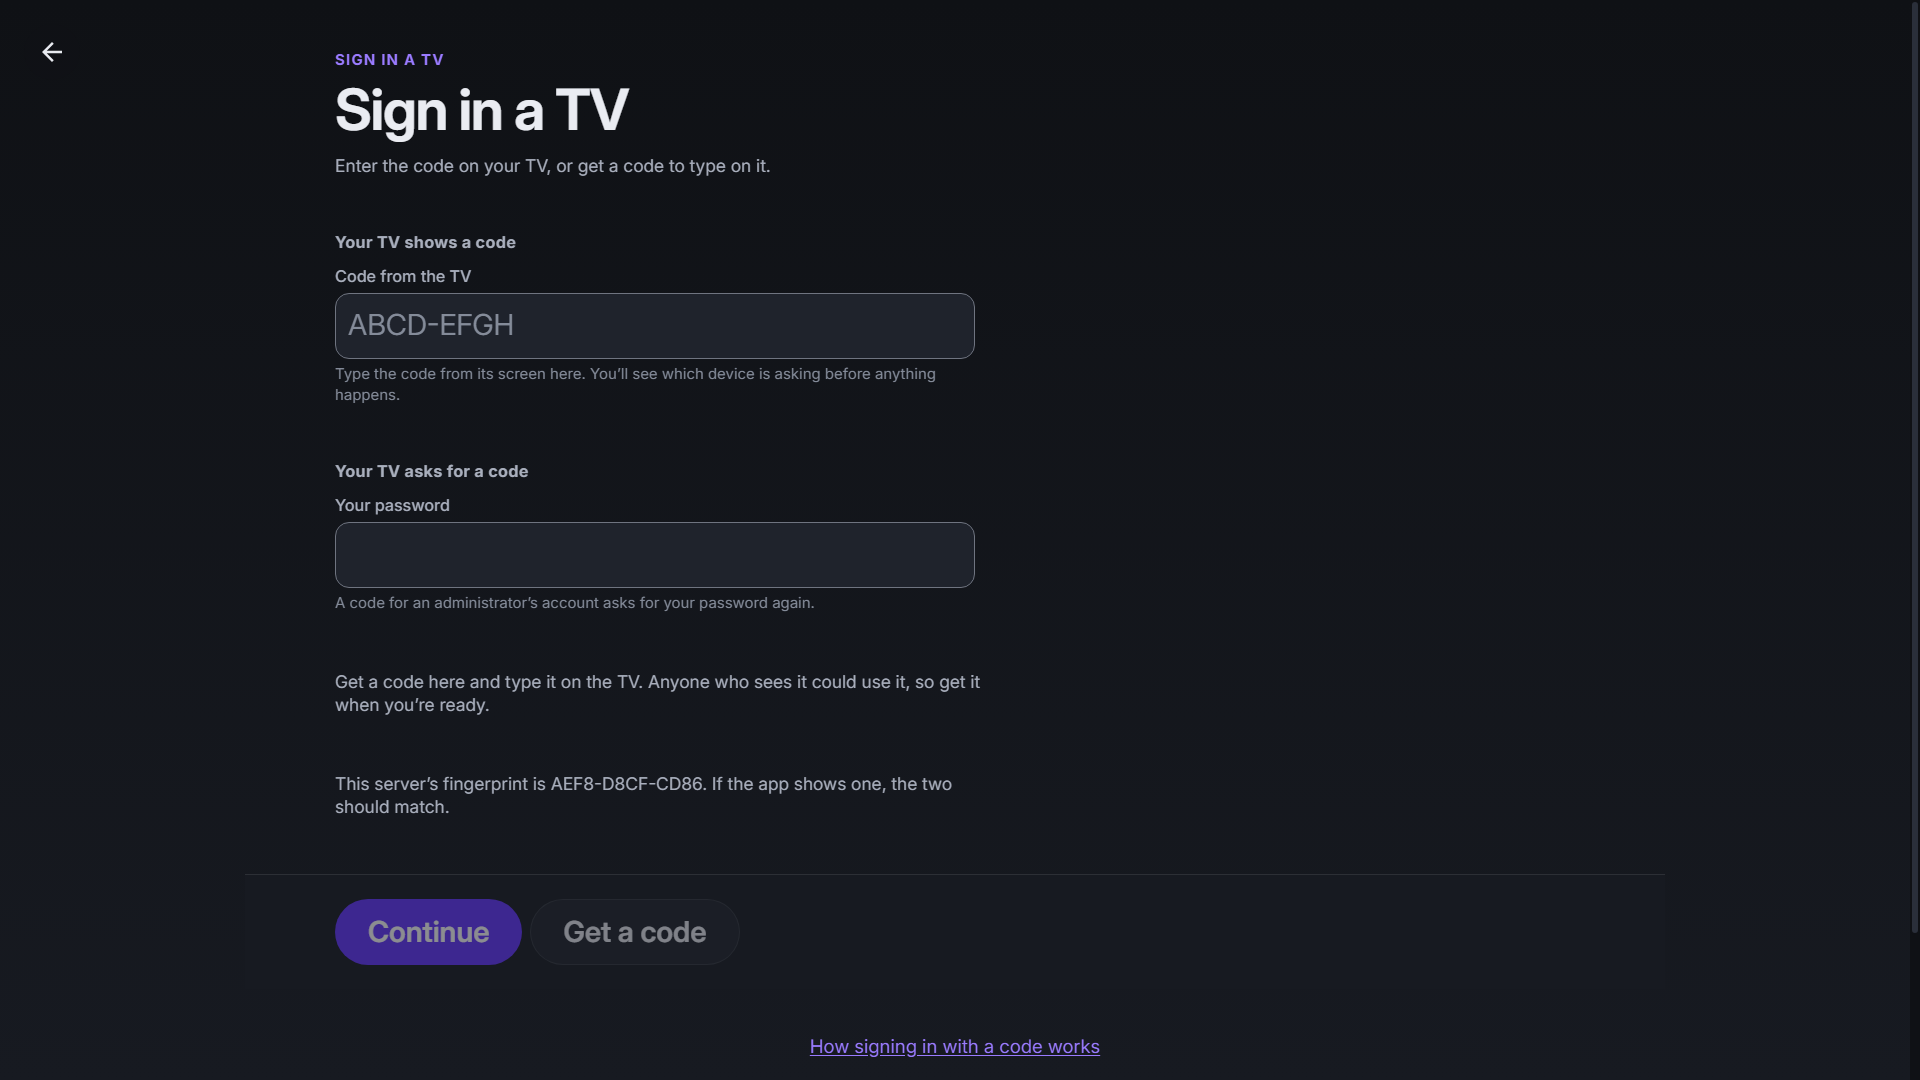 SIGN IN A TV
Sign in a TV
Enter the code on your TV, or get a code to type on it.
Your TV shows a code
Code from the TV
ABCD-EFGH
Type the code from its screen here. You’ll see which device is asking before anything
happens.
Your TV asks for a code
Your password
A code for an administrator’s account asks for your password again.
Get a code here and type it on the TV. Anyone who sees it could use it, so get it
when you’re ready.
This server’s fingerprint is AEF8-D8CF-CD86. If the app shows one, the two
should match.
Continue
Get a code
How signing in with a code works